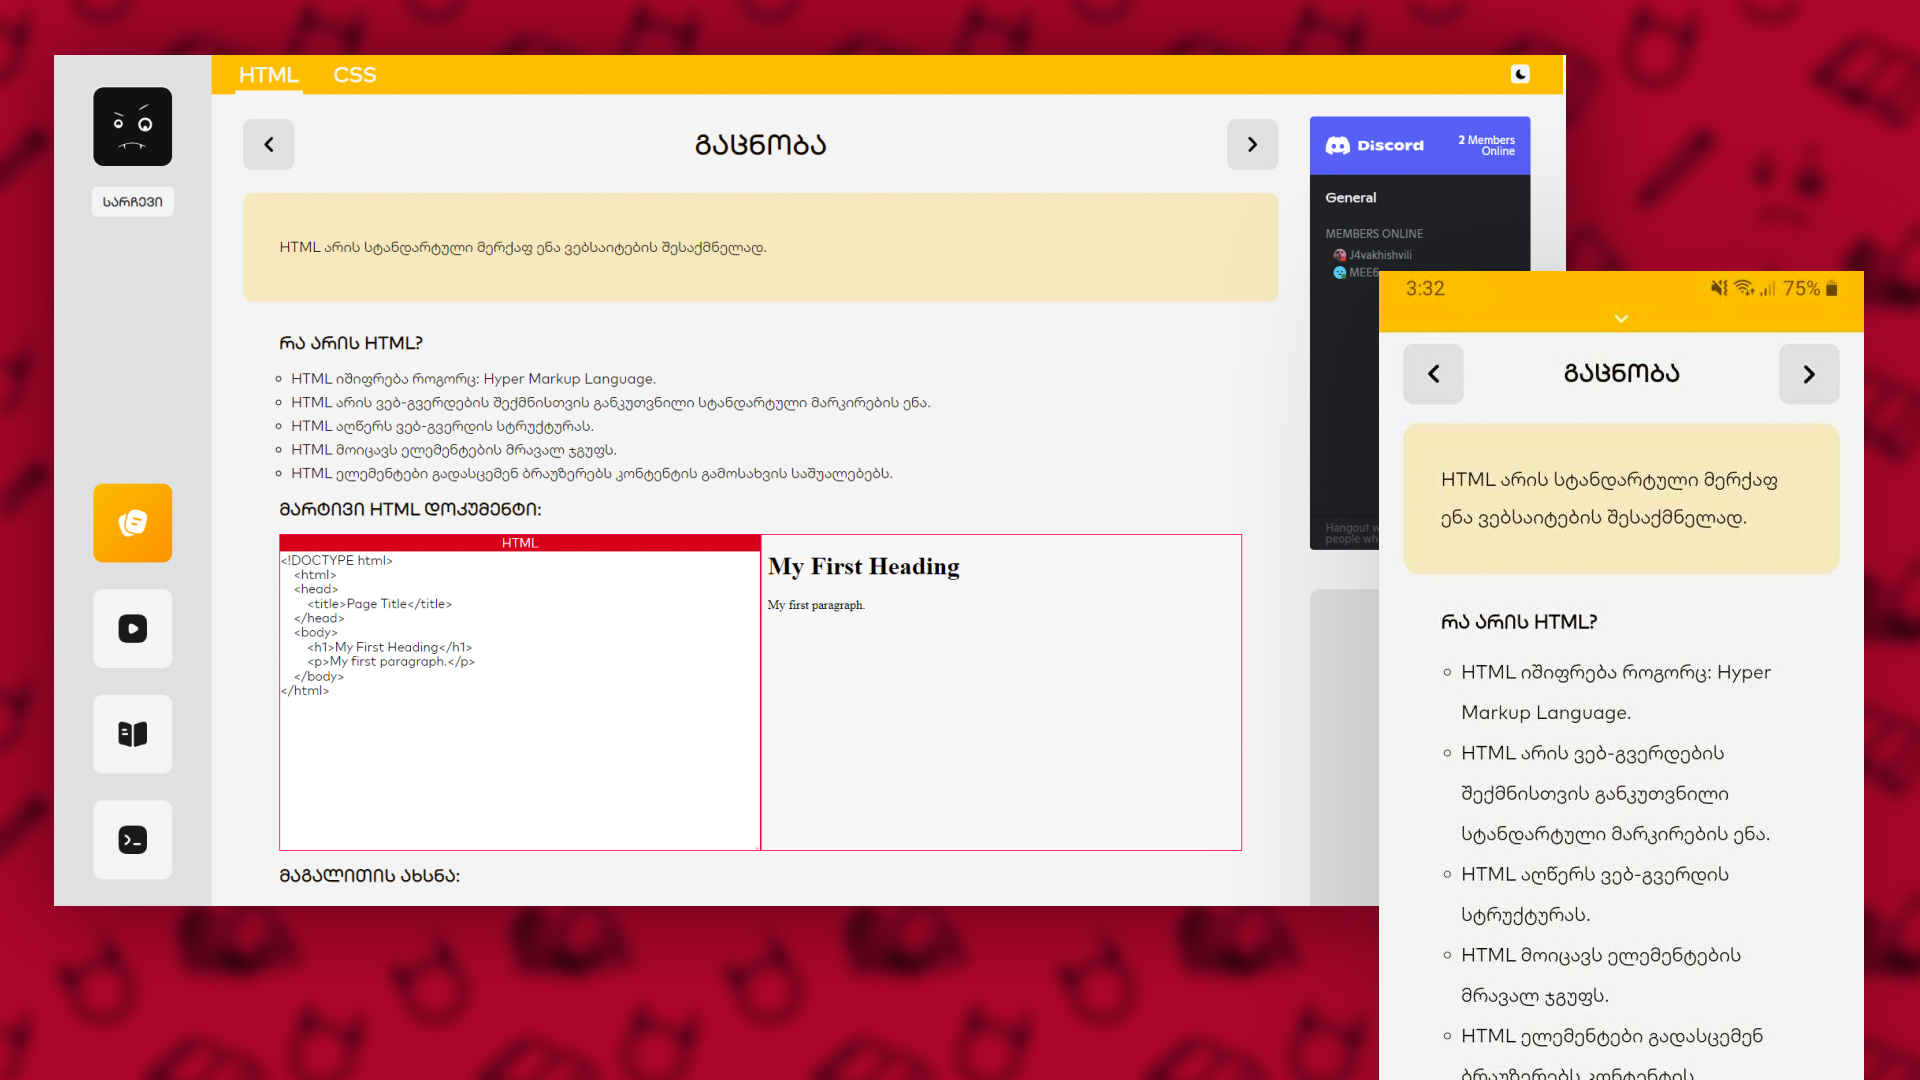 HTML CSS
გაცნობა
სარჩევი
HTML არის სტანდარტული მერქაფ ენა ვებსაიტების შესაქმნელად.
რა არის HTML?
HTML იშიფრება როგორც: Hyper Markup Language.
HTML არის ვებ-გვერდების შექმნისთვის განკუთვნილი სტანდარტული მარკირების ენა.
HTML აღწერს ვებ-გვერდის სტრუქტურას.
HTML მოიცავს ელემენტების მრავალ ჯგუფს.
HTML ელემენტები გადასცემენ ბრაუზერებს კონტენტის გამოსახვის საშუალებებს.
მარტივი HTML დოკუმენტი:
HTML
<!DOCTYPE html>
<html>
<head>
<title>Page Title</title>
</head>
<body>
<h1>My First Heading</h1>
<p>My first paragraph.</p>
</body>
</html>
My First Heading
My first paragraph.
მაგალითის ახსნა:
Discord
2 Members
Online
General
MEMBERS ONLINE
J4vakhishvili
MEE6
Hangout w
people wh
3:32 75%
გაცნობა
HTML არის სტანდარტული მერქაფ
ენა ვებსაიტების შესაქმნელად.
რა არის HTML?
HTML იშიფრება როგორც: Hyper
Markup Language.
HTML არის ვებ-გვერდების
შექმნისთვის განკუთვნილი
სტანდარტული მარკირების ენა.
HTML აღწერს ვებ-გვერდის
სტრუქტურას.
HTML მოიცავს ელემენტების
მრავალ ჯგუფს.
HTML ელემენტები გადასცემენ
ბრაუზერებს კონტენტის